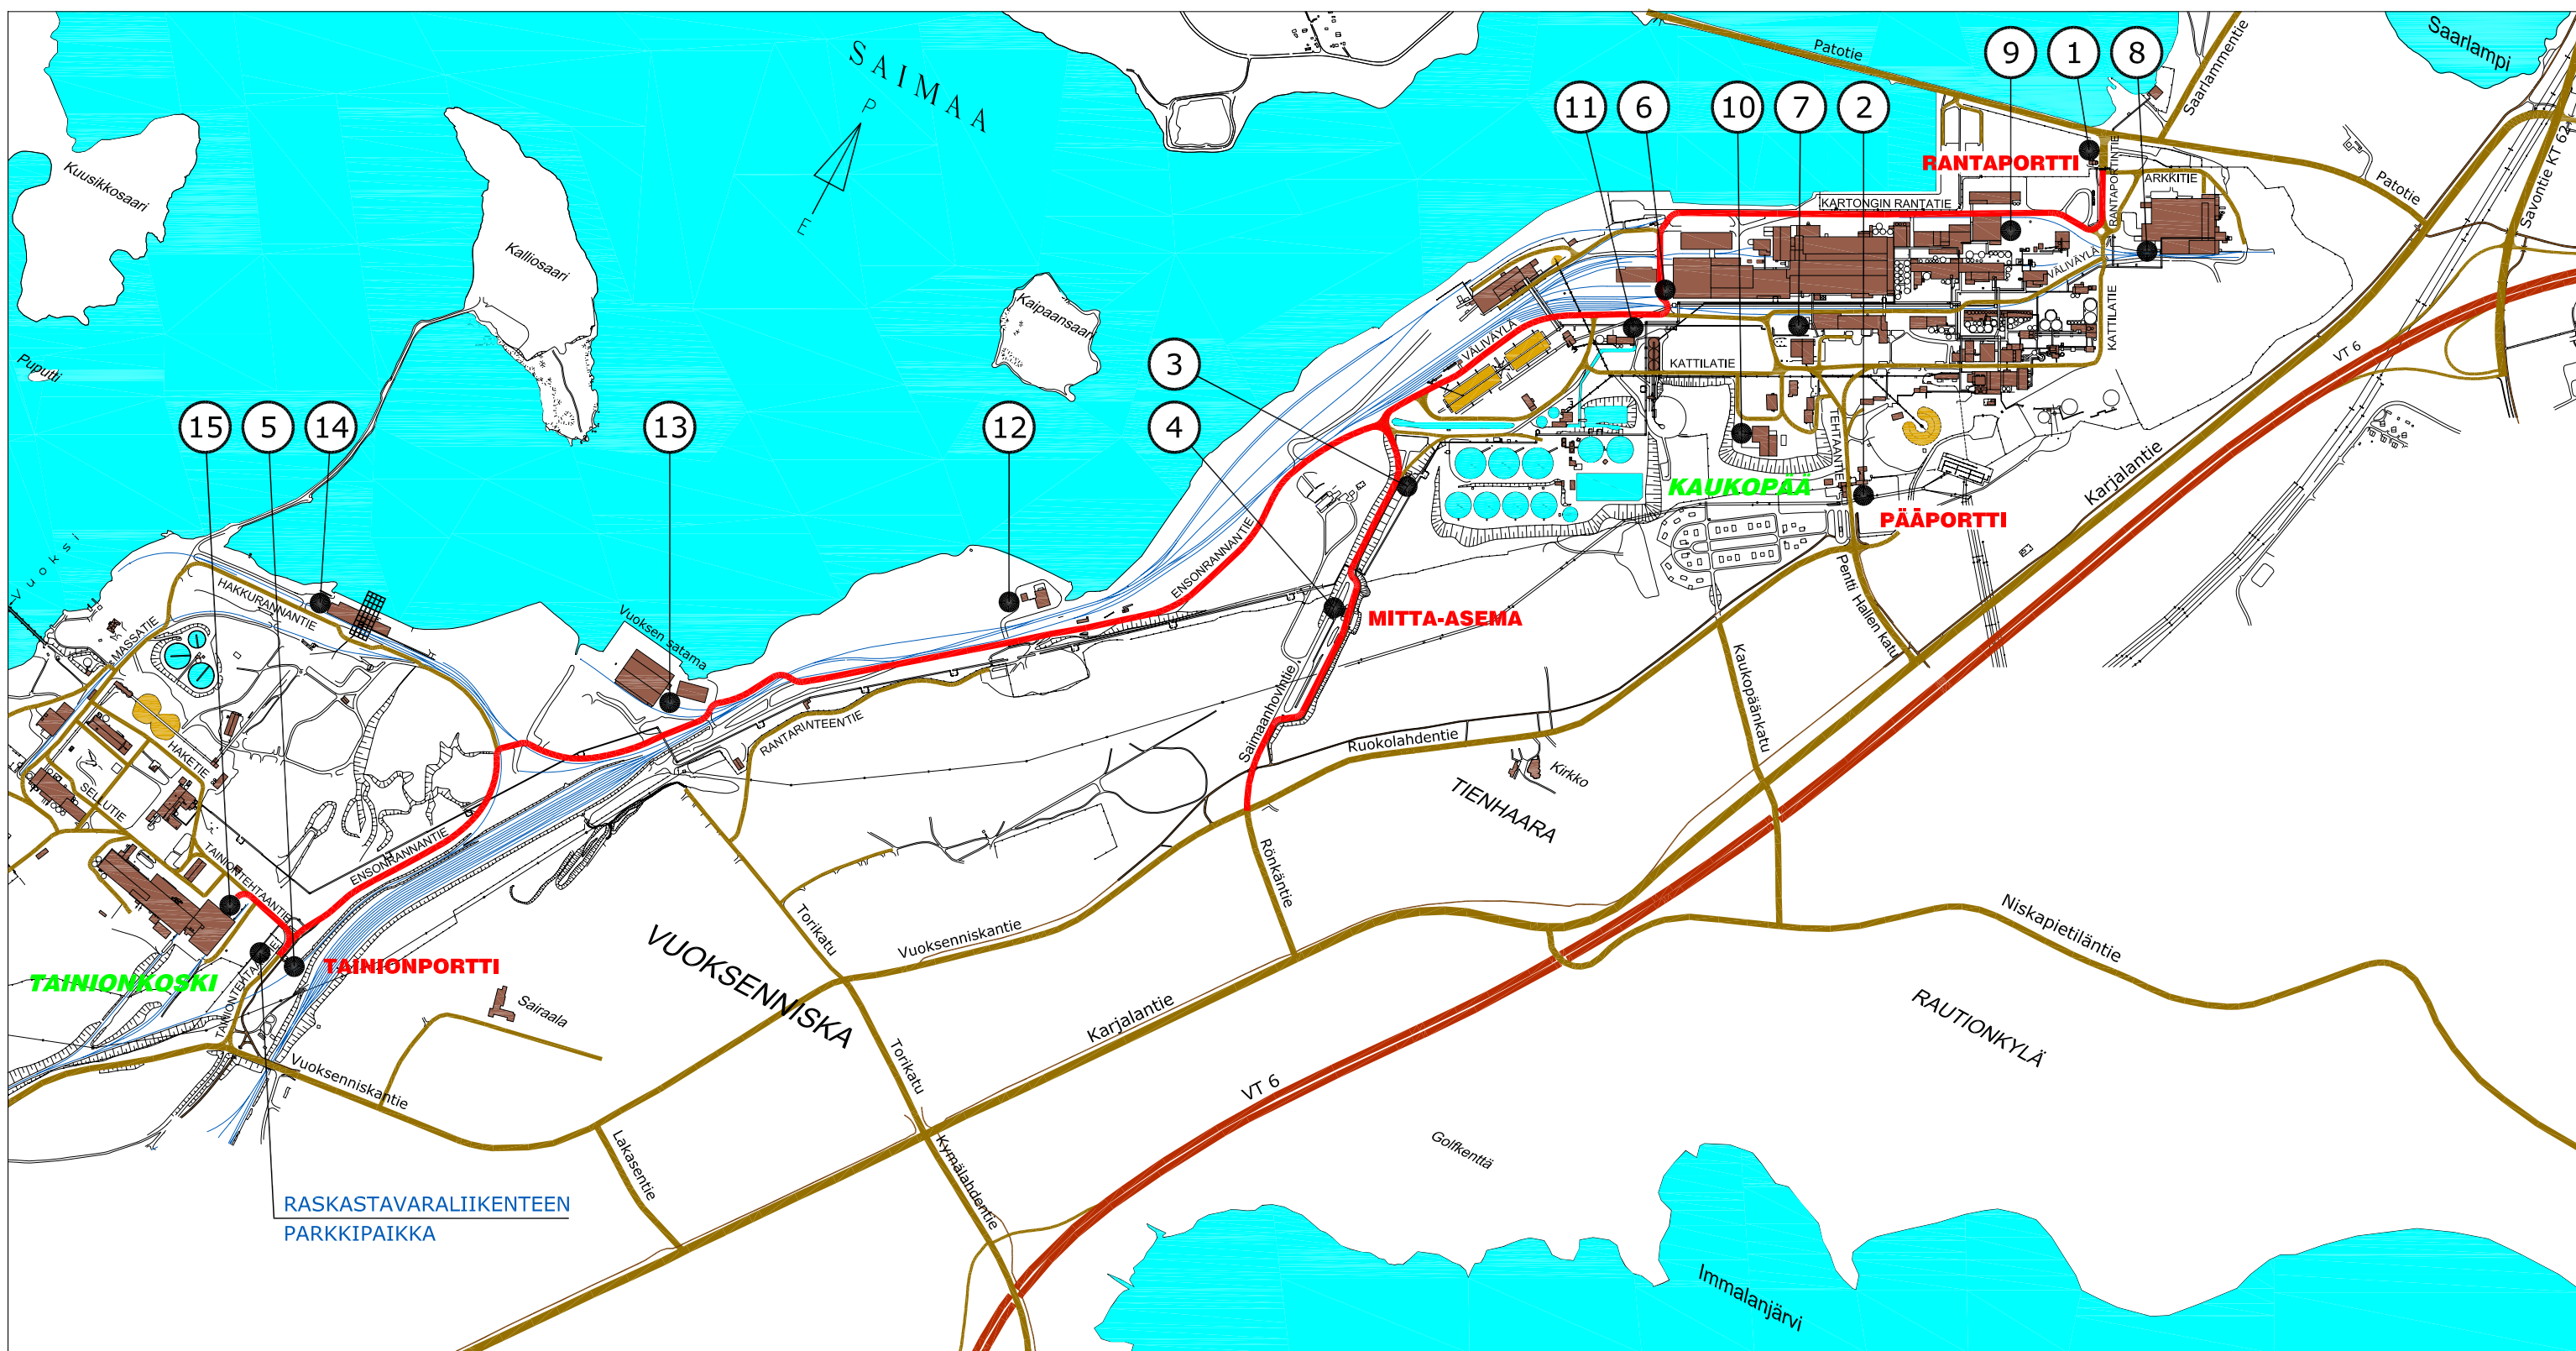 SAIMAA
P
E
Patotie
9
1
8
Saarlammentie
Saarlampi
Savontie KT 62
11
6
10
7
2
RANTAPORTTI
RANTAPORTINTIE
ARKKITIE
Patotie
KARTONGIN RANTATIE
VÄLIVÄYLÄ
KATTILATIE
VT 6
Kuusikkosaari
Kalliosaari
Kaipaansaari
Puputti
3
VÄLIVÄYLÄ
KATTILATIE
TEHTAANTIE
15
5
14
13
12
4
KAUKOPÄÄ
PÄÄPORTTI
Karjalantie
Vuoksi
HAKKURANNANTIE
MASSATIE
Vuoksen satama
ENSONRANNANTIE
MITTA-ASEMA
Pentti Hallen katu
Kaukopäänkatu
Saimaanhovintie
Ruokolahdentie
RANTARINTEENTIE
HAKETIE
SELLUTIE
Kirkko
TIENHAARA
Rönkäntie
TAINIONTEHTAANTIE
ENSONRANNANTIE
Torikatu
Vuoksenniskantie
Niskapietiläntie
VUOKSENNISKA
TAINIONPORTTI
TAINIONKOSKI
Sairaala
Karjalantie
RAUTIONKYLÄ
Vuoksenniskantie
Torikatu
VT 6
Lakasentie
Kymälahdentie
Golfkenttä
RASKASTAVARALIIKENTEEN
PARKKIPAIKKA
Immalanjärvi